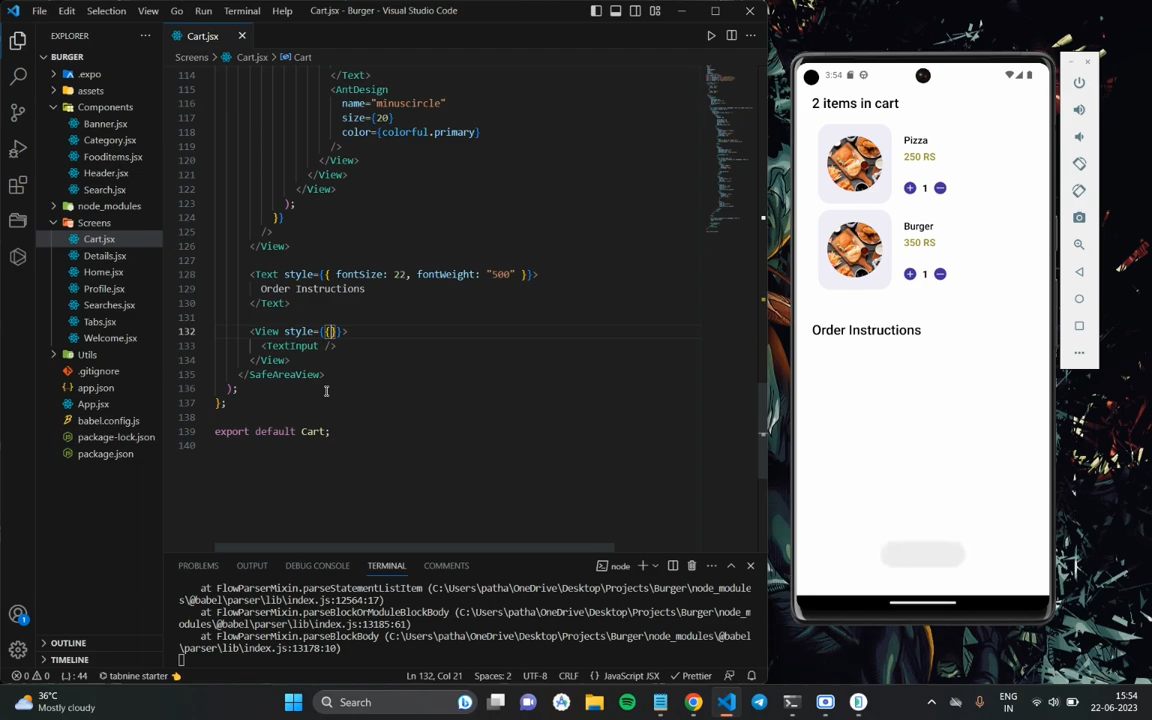 File Edit Selection View Go Run Terminal Help Cart.jsx - Burger - Visual Studio Code
EXPLORER
BURGER
.expo
assets
Components
Banner.jsx
Category.jsx
Fooditems.jsx
Header.jsx
Search.jsx
node_modules
Screens
Cart.jsx
Details.jsx
Home.jsx
Profile.jsx
Searches.jsx
Tabs.jsx
Welcome.jsx
Utils
.gitignore
app.json
App.jsx
babel.config.js
package-lock.json
package.json
OUTLINE
TIMELINE
Cart.jsx
Screens > Cart.jsx > Cart
114 </Text>
115 <AntDesign
116 name="minuscircle"
117 size={20}
118 color={colorful.primary}
119 />
120 </View>
121 </View>
122 </View>
123 );
124 }}
125 />
126 </View>
127
128 <Text style={{ fontSize: 22, fontWeight: "500" }}>
129 Order Instructions
130 </Text>
131
132 <View style={{}}>
133 <TextInput />
134 </View>
135 </SafeAreaView>
136 );
137 };
138
139 export default Cart;
140
PROBLEMS OUTPUT DEBUG CONSOLE TERMINAL COMMENTS node
at FlowParserMixin.parseStatementListItem (C:\Users\patha\OneDrive\Desktop\Projects\Burger\node_module
s\@babel\parser\lib\index.js:12564:17)
at FlowParserMixin.parseBlockOrModuleBlockBody (C:\Users\patha\OneDrive\Desktop\Projects\Burger\node_m
odules\@babel\parser\lib\index.js:13185:61)
at FlowParserMixin.parseBlockBody (C:\Users\patha\OneDrive\Desktop\Projects\Burger\node_modules\@babel
\parser\lib\index.js:13178:10)
0 0 {..} : 44 tabnine starter Ln 132, Col 21 Spaces: 2 UTF-8 CRLF {} JavaScript JSX Prettier
3:54
2 items in cart
Pizza
250 RS
1
Burger
350 RS
1
Order Instructions
36°C
Mostly cloudy
Search
ENG
IN
15:54
22-06-2023